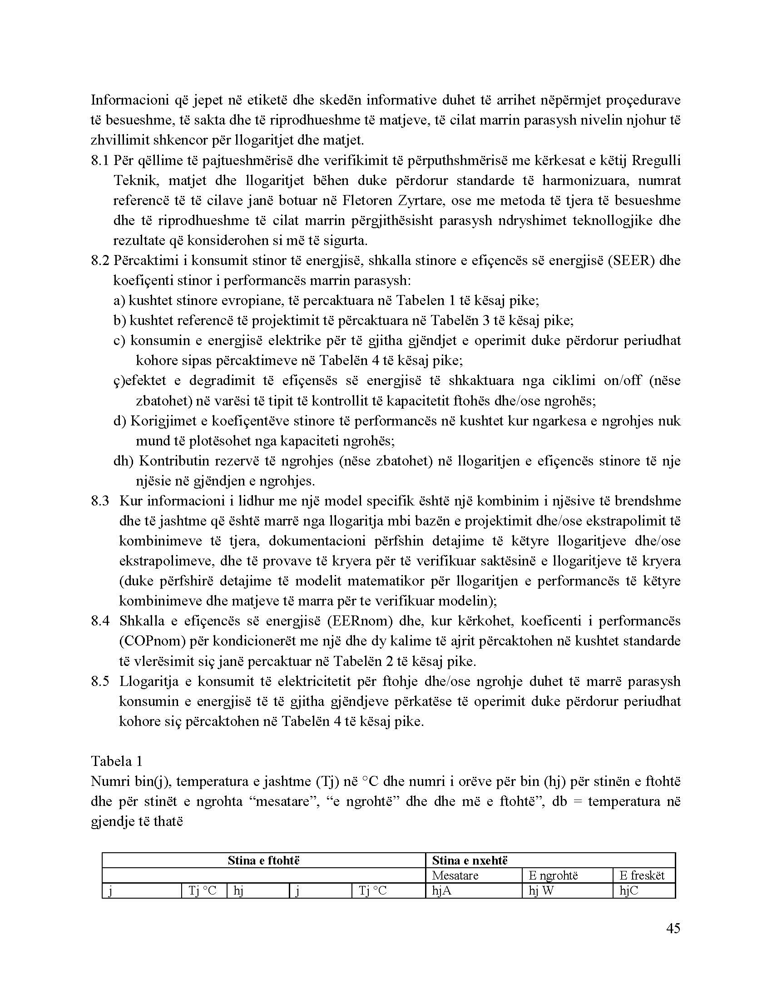 Informacioni që jepet në etiketë dhe skedën informative duhet të arrihet nëpërmjet proçedurave
të besueshme, të sakta dhe të riprodhueshme të matjeve, të cilat marrin parasysh nivelin njohur të
zhvillimit shkencor për llogaritjet dhe matjet.
8.1 Për qëllime të pajtueshmërisë dhe verifikimit të përputhshmërisë me kërkesat e këtij Rregulli
Teknik, matjet dhe llogaritjet bëhen duke përdorur standarde të harmonizuara, numrat
referencë të të cilave janë botuar në Fletoren Zyrtare, ose me metoda të tjera të besueshme
dhe të riprodhueshme të cilat marrin përgjithësisht parasysh ndryshimet teknollogjike dhe
rezultate që konsiderohen si më të sigurta.
8.2 Përcaktimi i konsumit stinor të energjisë, shkalla stinore e efiçencës së energjisë (SEER) dhe
koefiçenti stinor i performancës marrin parasysh:
a) kushtet stinore evropiane, të percaktuara në Tabelen 1 të kësaj pike;
b) kushtet referencë të projektimit të përcaktuara në Tabelën 3 të kësaj pike;
c) konsumin e energjisë elektrike për të gjitha gjëndjet e operimit duke përdorur periudhat
kohore sipas përcaktimeve në Tabelën 4 të kësaj pike;
ç)efektet e degradimit të efiçensës së energjisë të shkaktuara nga ciklimi on/off (nëse
zbatohet) në varësi të tipit të kontrollit të kapacitetit ftohës dhe/ose ngrohës;
d) Korigjimet e koefiçentëve stinore të performancës në kushtet kur ngarkesa e ngrohjes nuk
mund të plotësohet nga kapaciteti ngrohës;
dh) Kontributin rezervë të ngrohjes (nëse zbatohet) në llogaritjen e efiçencës stinore të nje
njësie në gjëndjen e ngrohjes.
8.3 Kur informacioni i lidhur me një model specifik është një kombinim i njësive të brendshme
dhe të jashtme që është marrë nga llogaritja mbi bazën e projektimit dhe/ose ekstrapolimit të
kombinimeve të tjera, dokumentacioni përfshin detajime të këtyre llogaritjeve dhe/ose
ekstrapolimeve, dhe të provave të kryera për të verifikuar saktësinë e llogaritjeve të kryera
(duke përfshirë detajime të modelit matematikor për llogaritjen e performancës të këtyre
kombinimeve dhe matjeve të marra për te verifikuar modelin);
8.4 Shkalla e efiçencës së energjisë (EERnom) dhe, kur kërkohet, koeficenti i performancës
(COPnom) për kondicionerët me një dhe dy kalime të ajrit përcaktohen në kushtet standarde
të vlerësimit siç janë percaktuar në Tabelën 2 të kësaj pike.
8.5 Llogaritja e konsumit të elektricitetit për ftohje dhe/ose ngrohje duhet të marrë parasysh
konsumin e energjisë të të gjitha gjëndjeve përkatëse të operimit duke përdorur periudhat
kohore siç përcaktohen në Tabelën 4 të kësaj pike.
Tabela 1
Numri bin(j), temperatura e jashtme (Tj) në °C dhe numri i orëve për bin (hj) për stinën e ftohtë
dhe për stinët e ngrohta “mesatare”, “e ngrohtë” dhe dhe më e ftohtë”, db = temperatura në
gjendje të thatë
Stina e ftohtë Stina e nxehtë
Mesatare E ngrohtë E freskët
j Tj °C hj j Tj °C hjA hj W hjC
45